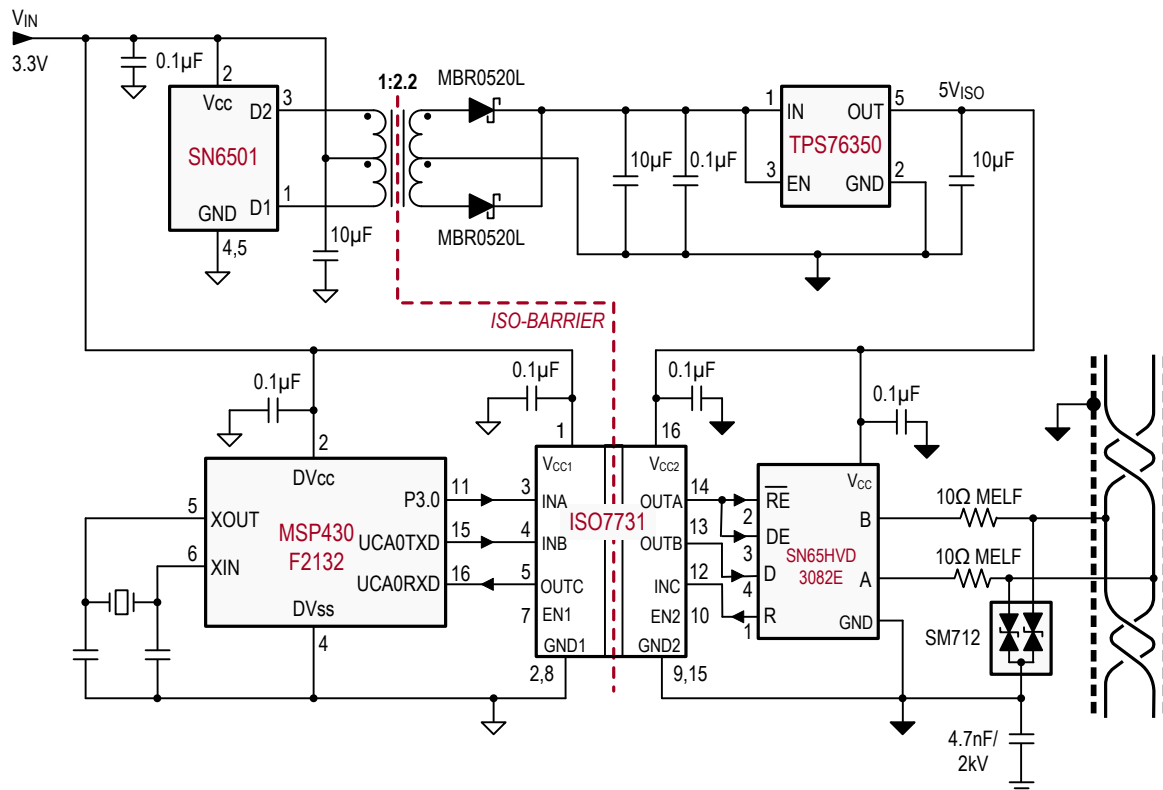 VIN
3.3V
0.1µF
2
Vcc
D2
3
SN6501
D1
1
GND
4,5
10µF
1:2.2
MBR0520L
MBR0520L
10µF
0.1µF
1
IN
OUT
5
TPS76350
3
EN
GND
2
5VISO
10µF
ISO-BARRIER
0.1µF
2
DVcc
5
XOUT
6
XIN
MSP430
F2132
P3.0
11
UCA0TXD
15
UCA0RXD
16
DVss
4
0.1µF
1
VCC1
3
INA
4
INB
5
OUTC
7
EN1
GND1
2,8
ISO7731
0.1µF
16
VCC2
OUTA
14
OUTB
13
INC
12
EN2
10
GND2
9,15
0.1µF
VCC
RE
2
DE
3
D
4
R
1
SN65HVD
3082E
B
A
GND
10Ω MELF
10Ω MELF
SM712
4.7nF/
2kV